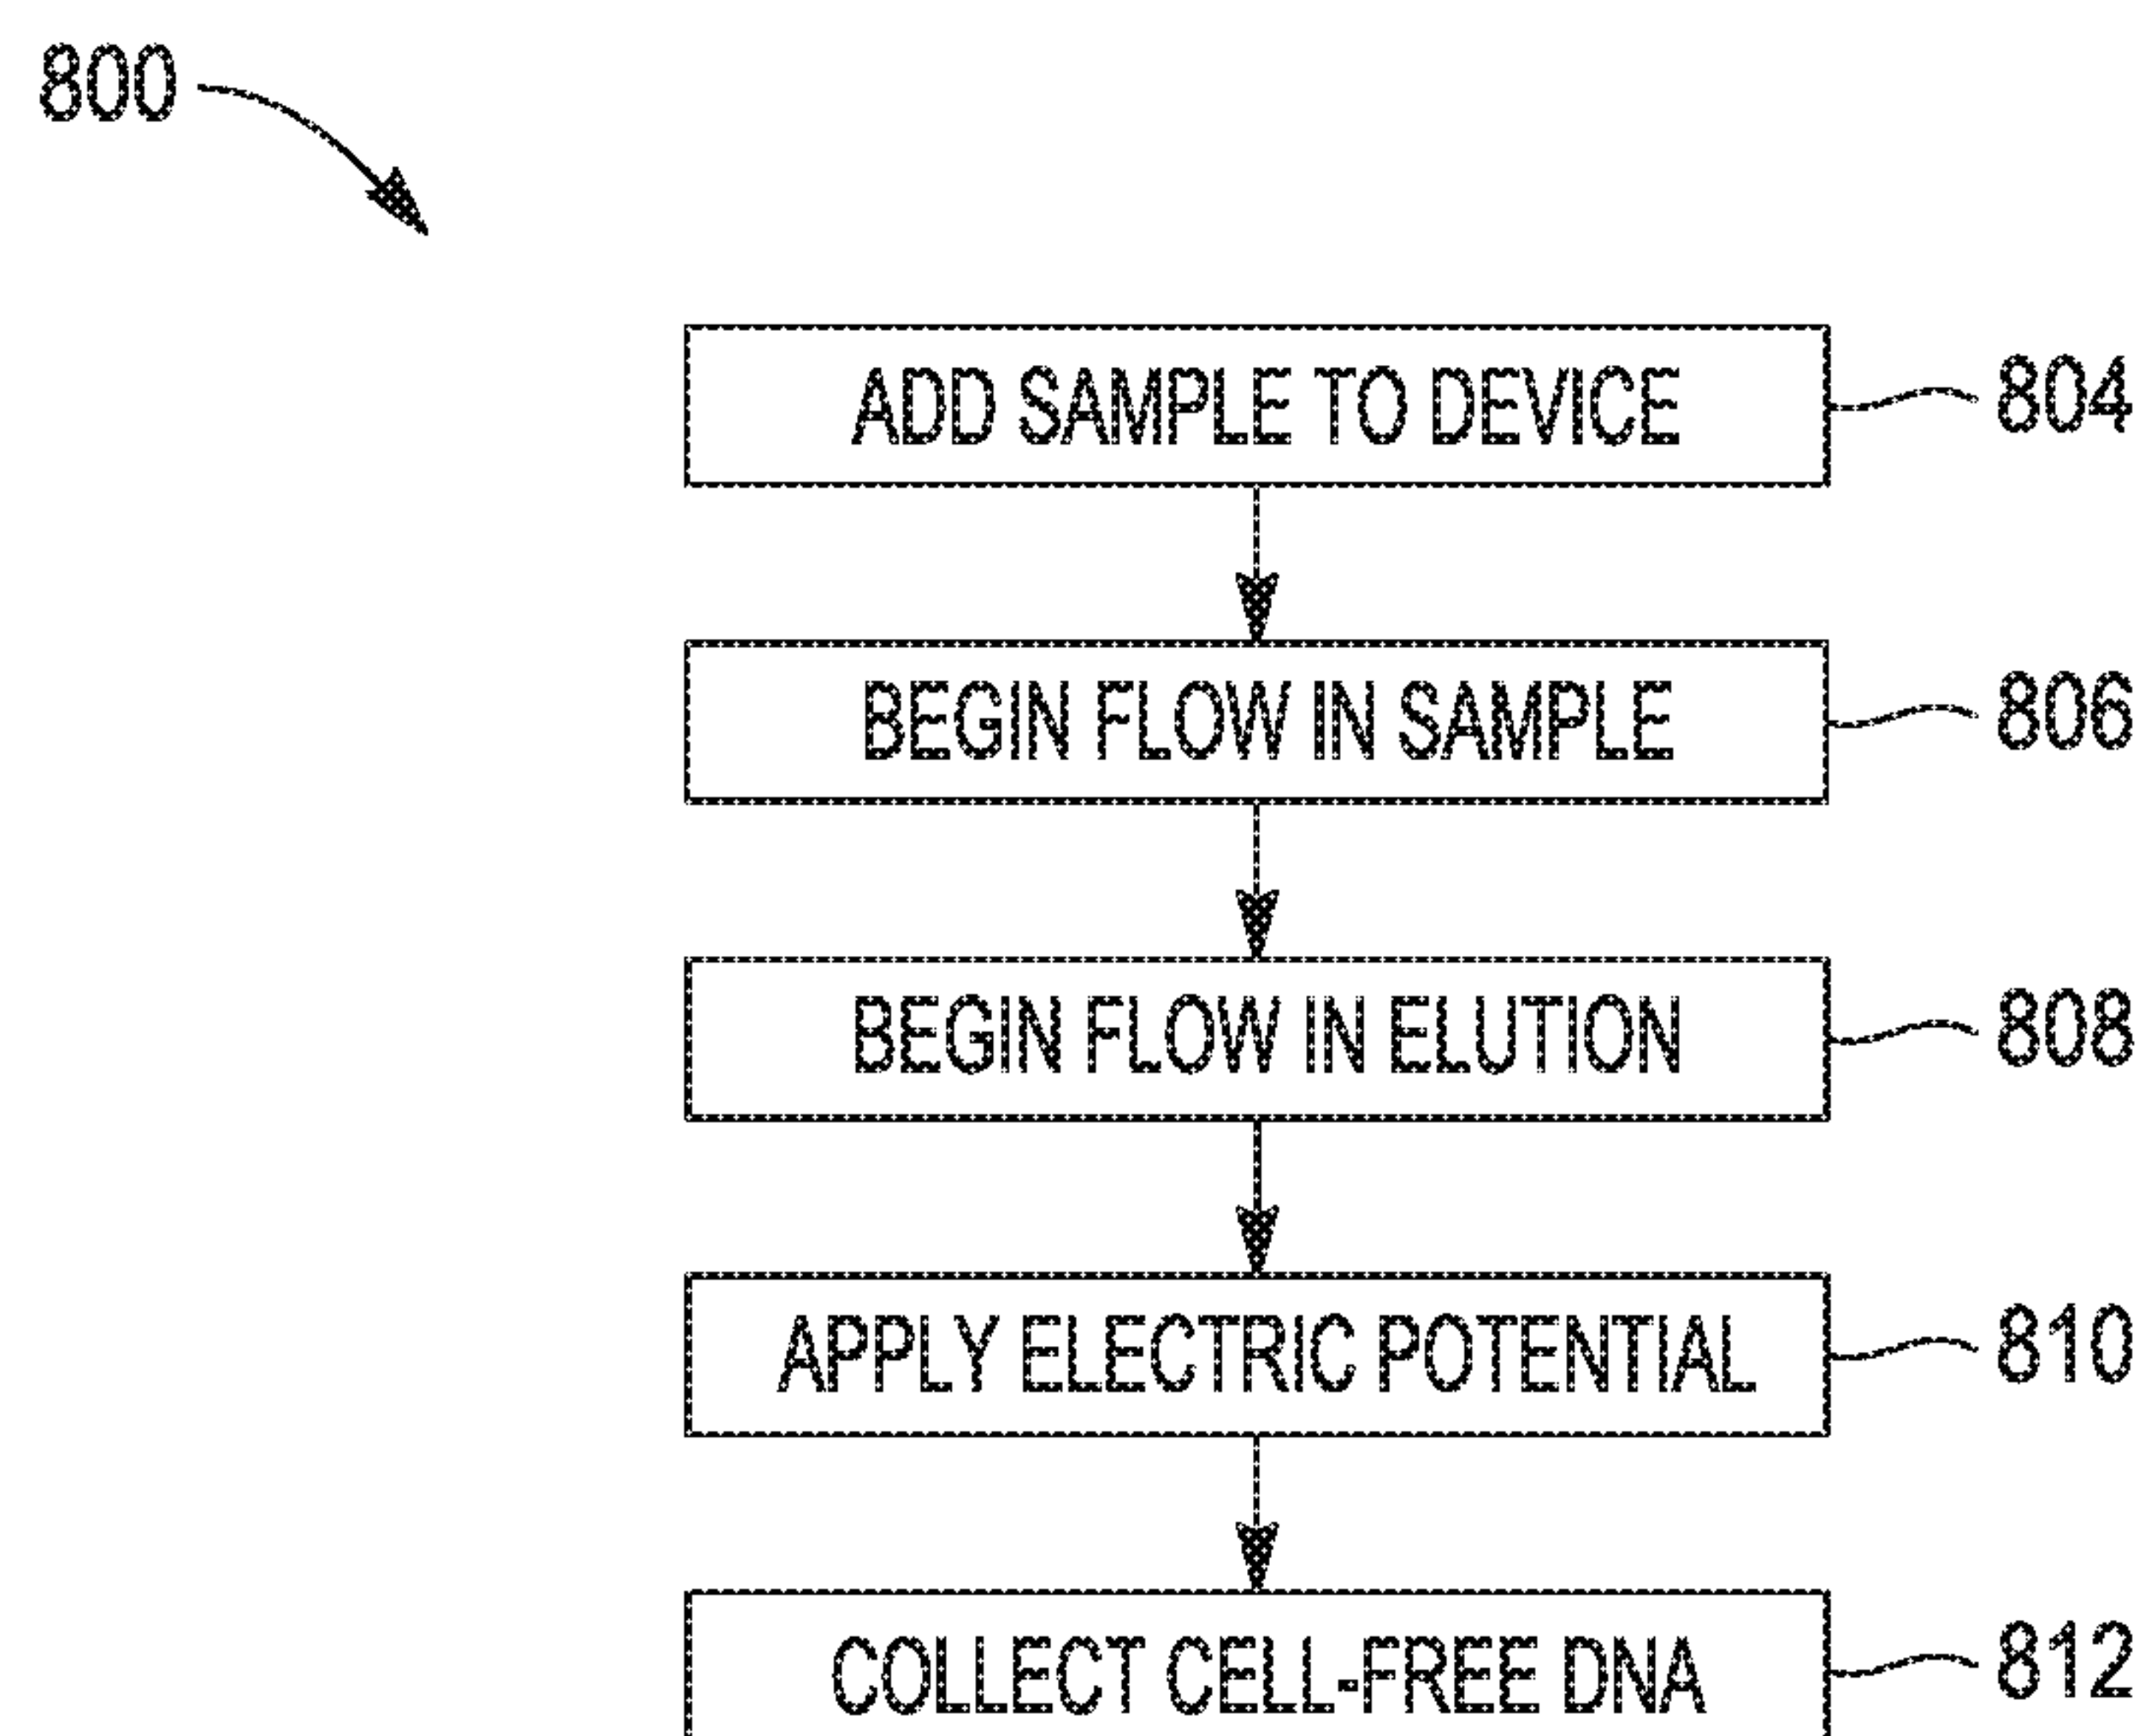 800
ADD SAMPLE TO DEVICE 804
BEGIN FLOW IN SAMPLE 806
BEGIN FLOW IN ELUTION 808
APPLY ELECTRIC POTENTIAL 810
COLLECT CELL-FREE DNA 812